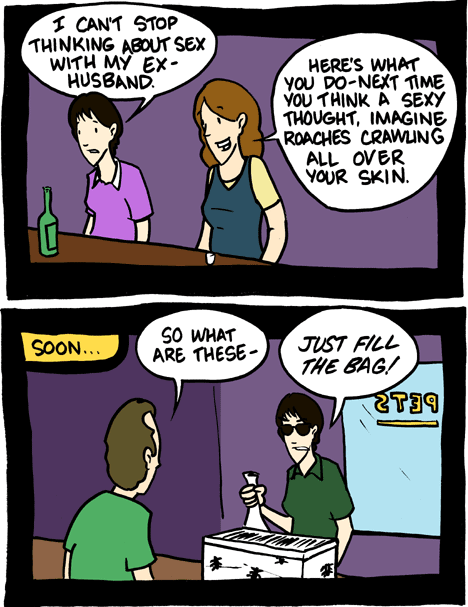 I CAN'T STOP
THINKING ABOUT SEX
WITH MY EX-
HUSBAND.
HERE'S WHAT
YOU DO-NEXT TIME
YOU THINK A SEXY
THOUGHT, IMAGINE
ROACHES CRAWLING
ALL OVER
YOUR SKIN.
SOON...
SO WHAT
ARE THESE-
JUST FILL
THE BAG!
PETS